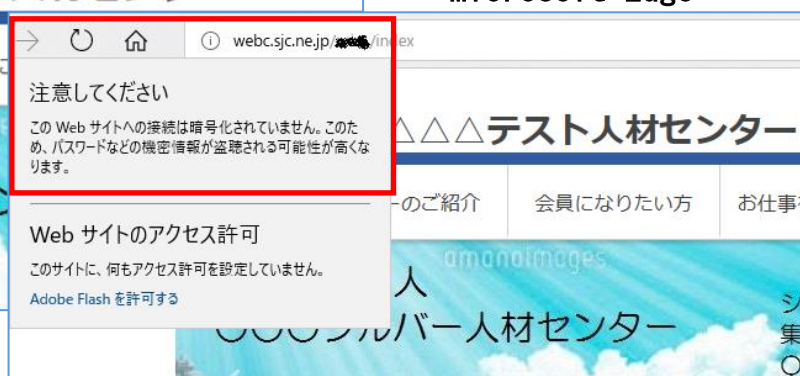 webc.sjc.ne.jp/ /index
注意してください
この Web サイトへの接続は暗号化されていません。このた
め、パスワードなどの機密情報が盗聴される可能性が高くな
ります。
Web サイトのアクセス許可
このサイトに、何もアクセス許可を設定していません。
Adobe Flash を許可する
△△△テスト人材センター
ーのご紹介
会員になりたい方
お仕事を
amanaimages
人
〇〇〇シルバー人材センター
シ
集
〇